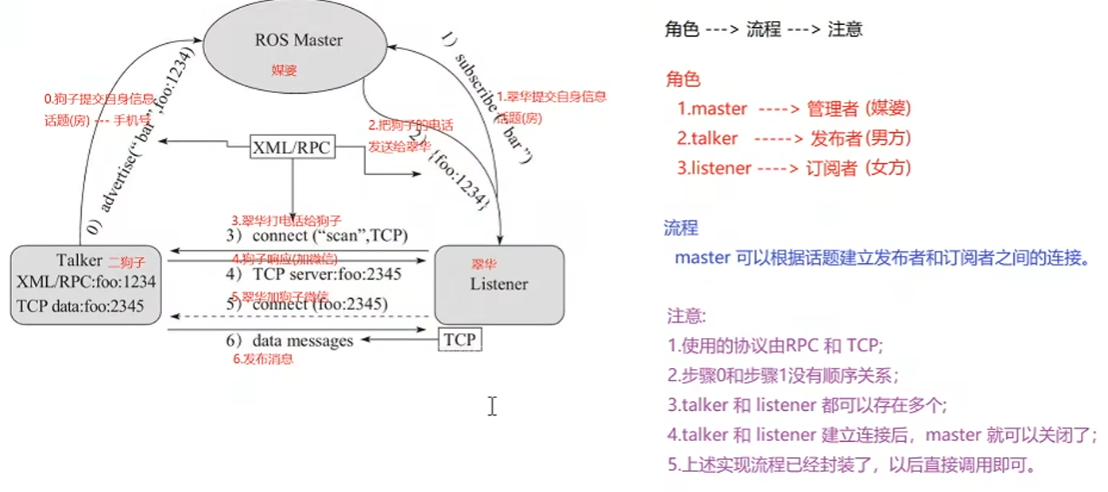 ROS Master
媒婆
0.狗子提交自身信息
话题(房) --- 手机号
0）advertise(“bar”,foo:1234)
1）subscribe(“bar”)
1.翠华提交自身信息
话题(房)
2.把狗子的电话
发送给翠华
2）{foo:1234}
XML/RPC
3.翠华打电话给狗子
3）connect (“scan”,TCP)
4.狗子响应(加微信)
4）TCP server:foo:2345
5.翠华加狗子微信
5）connect (foo:2345)
6）data messages
6.发布消息
TCP
Talker 二狗子
XML/RPC:foo:1234
TCP data:foo:2345
翠华
Listener
角色 ---> 流程 ---> 注意
角色
1.master ----> 管理者 (媒婆)
2.talker -----> 发布者 (男方)
3.listener ----> 订阅者 (女方)
流程
master 可以根据话题建立发布者和订阅者之间的连接。
注意:
1.使用的协议由RPC 和 TCP;
2.步骤0和步骤1没有顺序关系；
3.talker 和 listener 都可以存在多个;
4.talker 和 listener 建立连接后，master 就可以关闭了；
5.上述实现流程已经封装了，以后直接调用即可。